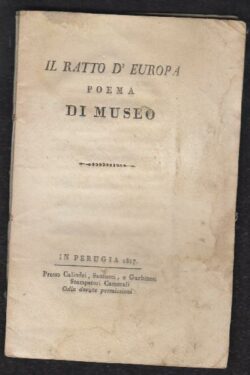 IL RATTO D' EUROPA
POEMA
DI MUSEO
IN PERUGIA 1817.
Presso Calindri, Santucci, e Garbinesi
Stampatori Camerali
Colle dovute permissioni